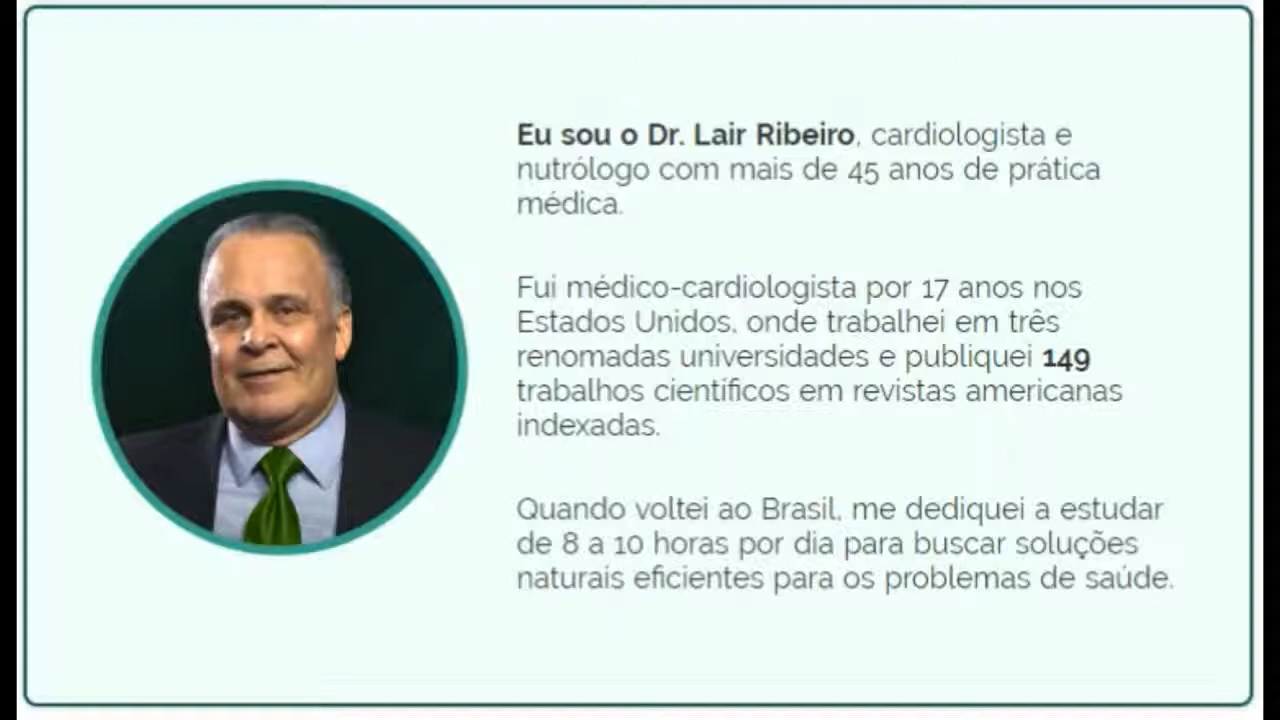 Eu sou o Dr. Lair Ribeiro, cardiologista e
nutrólogo com mais de 45 anos de prática
médica.
Fui médico-cardiologista por 17 anos nos
Estados Unidos, onde trabalhei em três
renomadas universidades e publiquei 149
trabalhos científicos em revistas americanas
indexadas.
Quando voltei ao Brasil, me dediquei a estudar
de 8 a 10 horas por dia para buscar soluções
naturais eficientes para os problemas de saúde.